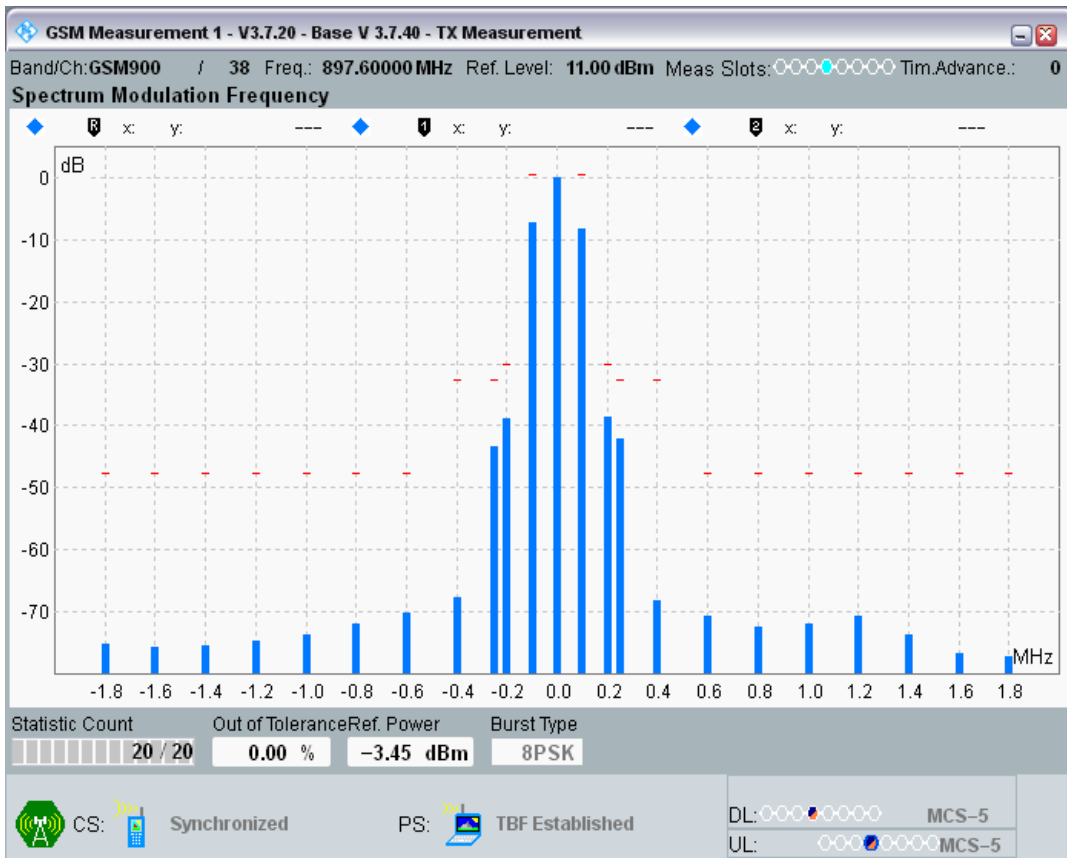 GSM Measurement 1 - V3.7.20 - Base V 3.7.40 - TX Measurement
Band/Ch:GSM900 / 38 Freq.: 897.60000 MHz Ref. Level: 11.00 dBm Meas Slots: Tim.Advance.: 0
Spectrum Modulation Frequency
R x: y: --- 1 x: y: --- 2 x: y: ---
dB
0
-10
-20
-30
-40
-50
-60
-70
MHz
-1.8 -1.6 -1.4 -1.2 -1.0 -0.8 -0.6 -0.4 -0.2 0.0 0.2 0.4 0.6 0.8 1.0 1.2 1.4 1.6 1.8
Statistic Count Out of Tolerance Ref. Power Burst Type
20 / 20 0.00 % −3.45 dBm 8PSK
CS: Synchronized PS: TBF Established
DL: MCS−5
UL: MCS−5